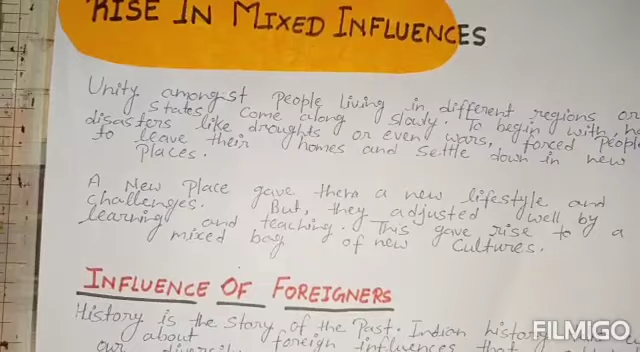 RISE IN MIXED INFLUENCES
Unity amongst People living in different regions or
states come along slowly. To begin with,
disasters like droughts or even wars, forced People
to leave their homes and settle down in new
Places.
A New Place gave them a new lifestyle and
challenges. But, they adjusted well by
learning and teaching. This gave rise to a
mixed bag of new Cultures.
INFLUENCE OF FOREIGNERS
History is the Story of the Past. Indian history
about foreign influences that
our
FILMIGO